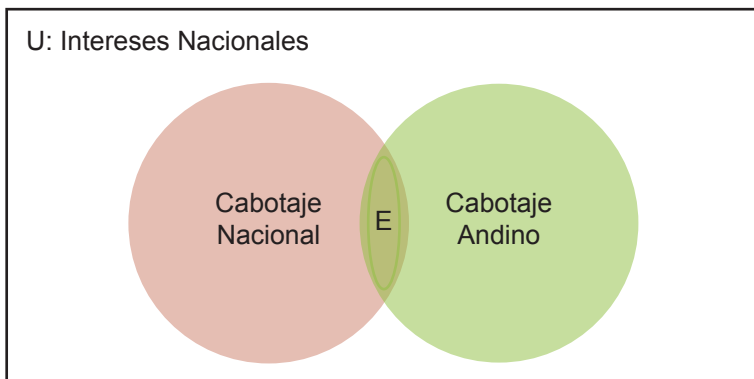 U: Intereses Nacionales
Cabotaje
Nacional
E
Cabotaje
Andino